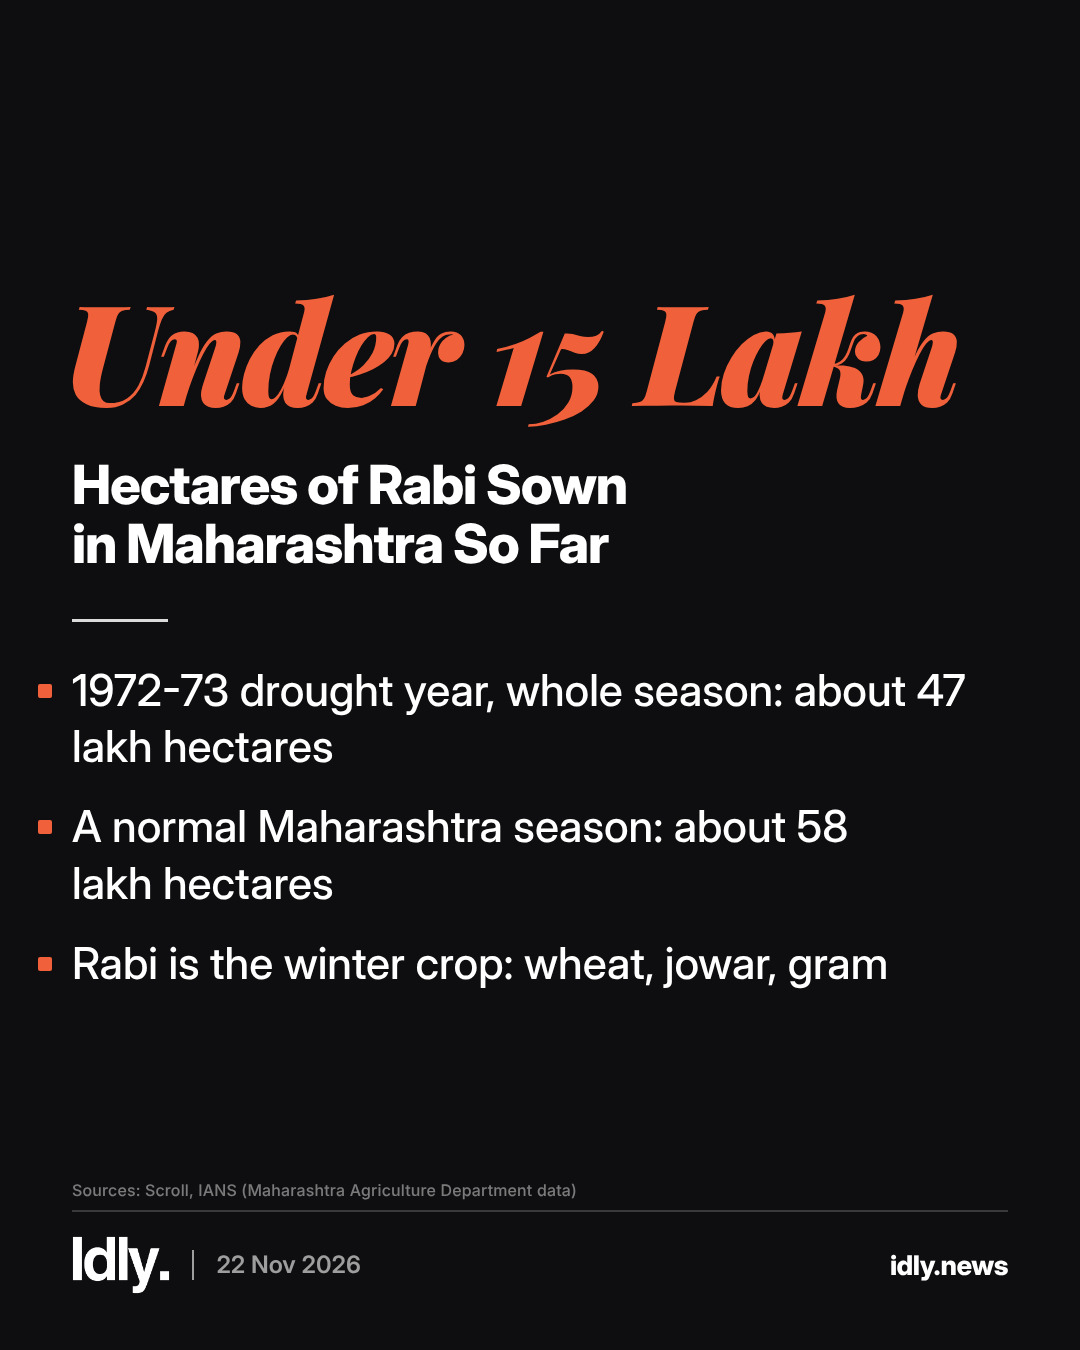 Under 15 Lakh
Hectares of Rabi Sown
in Maharashtra So Far
1972-73 drought year, whole season: about 47
lakh hectares
A normal Maharashtra season: about 58
lakh hectares
Rabi is the winter crop: wheat, jowar, gram
Sources: Scroll, IANS (Maharashtra Agriculture Department data)
Idly. | 22 Nov 2026
idly.news